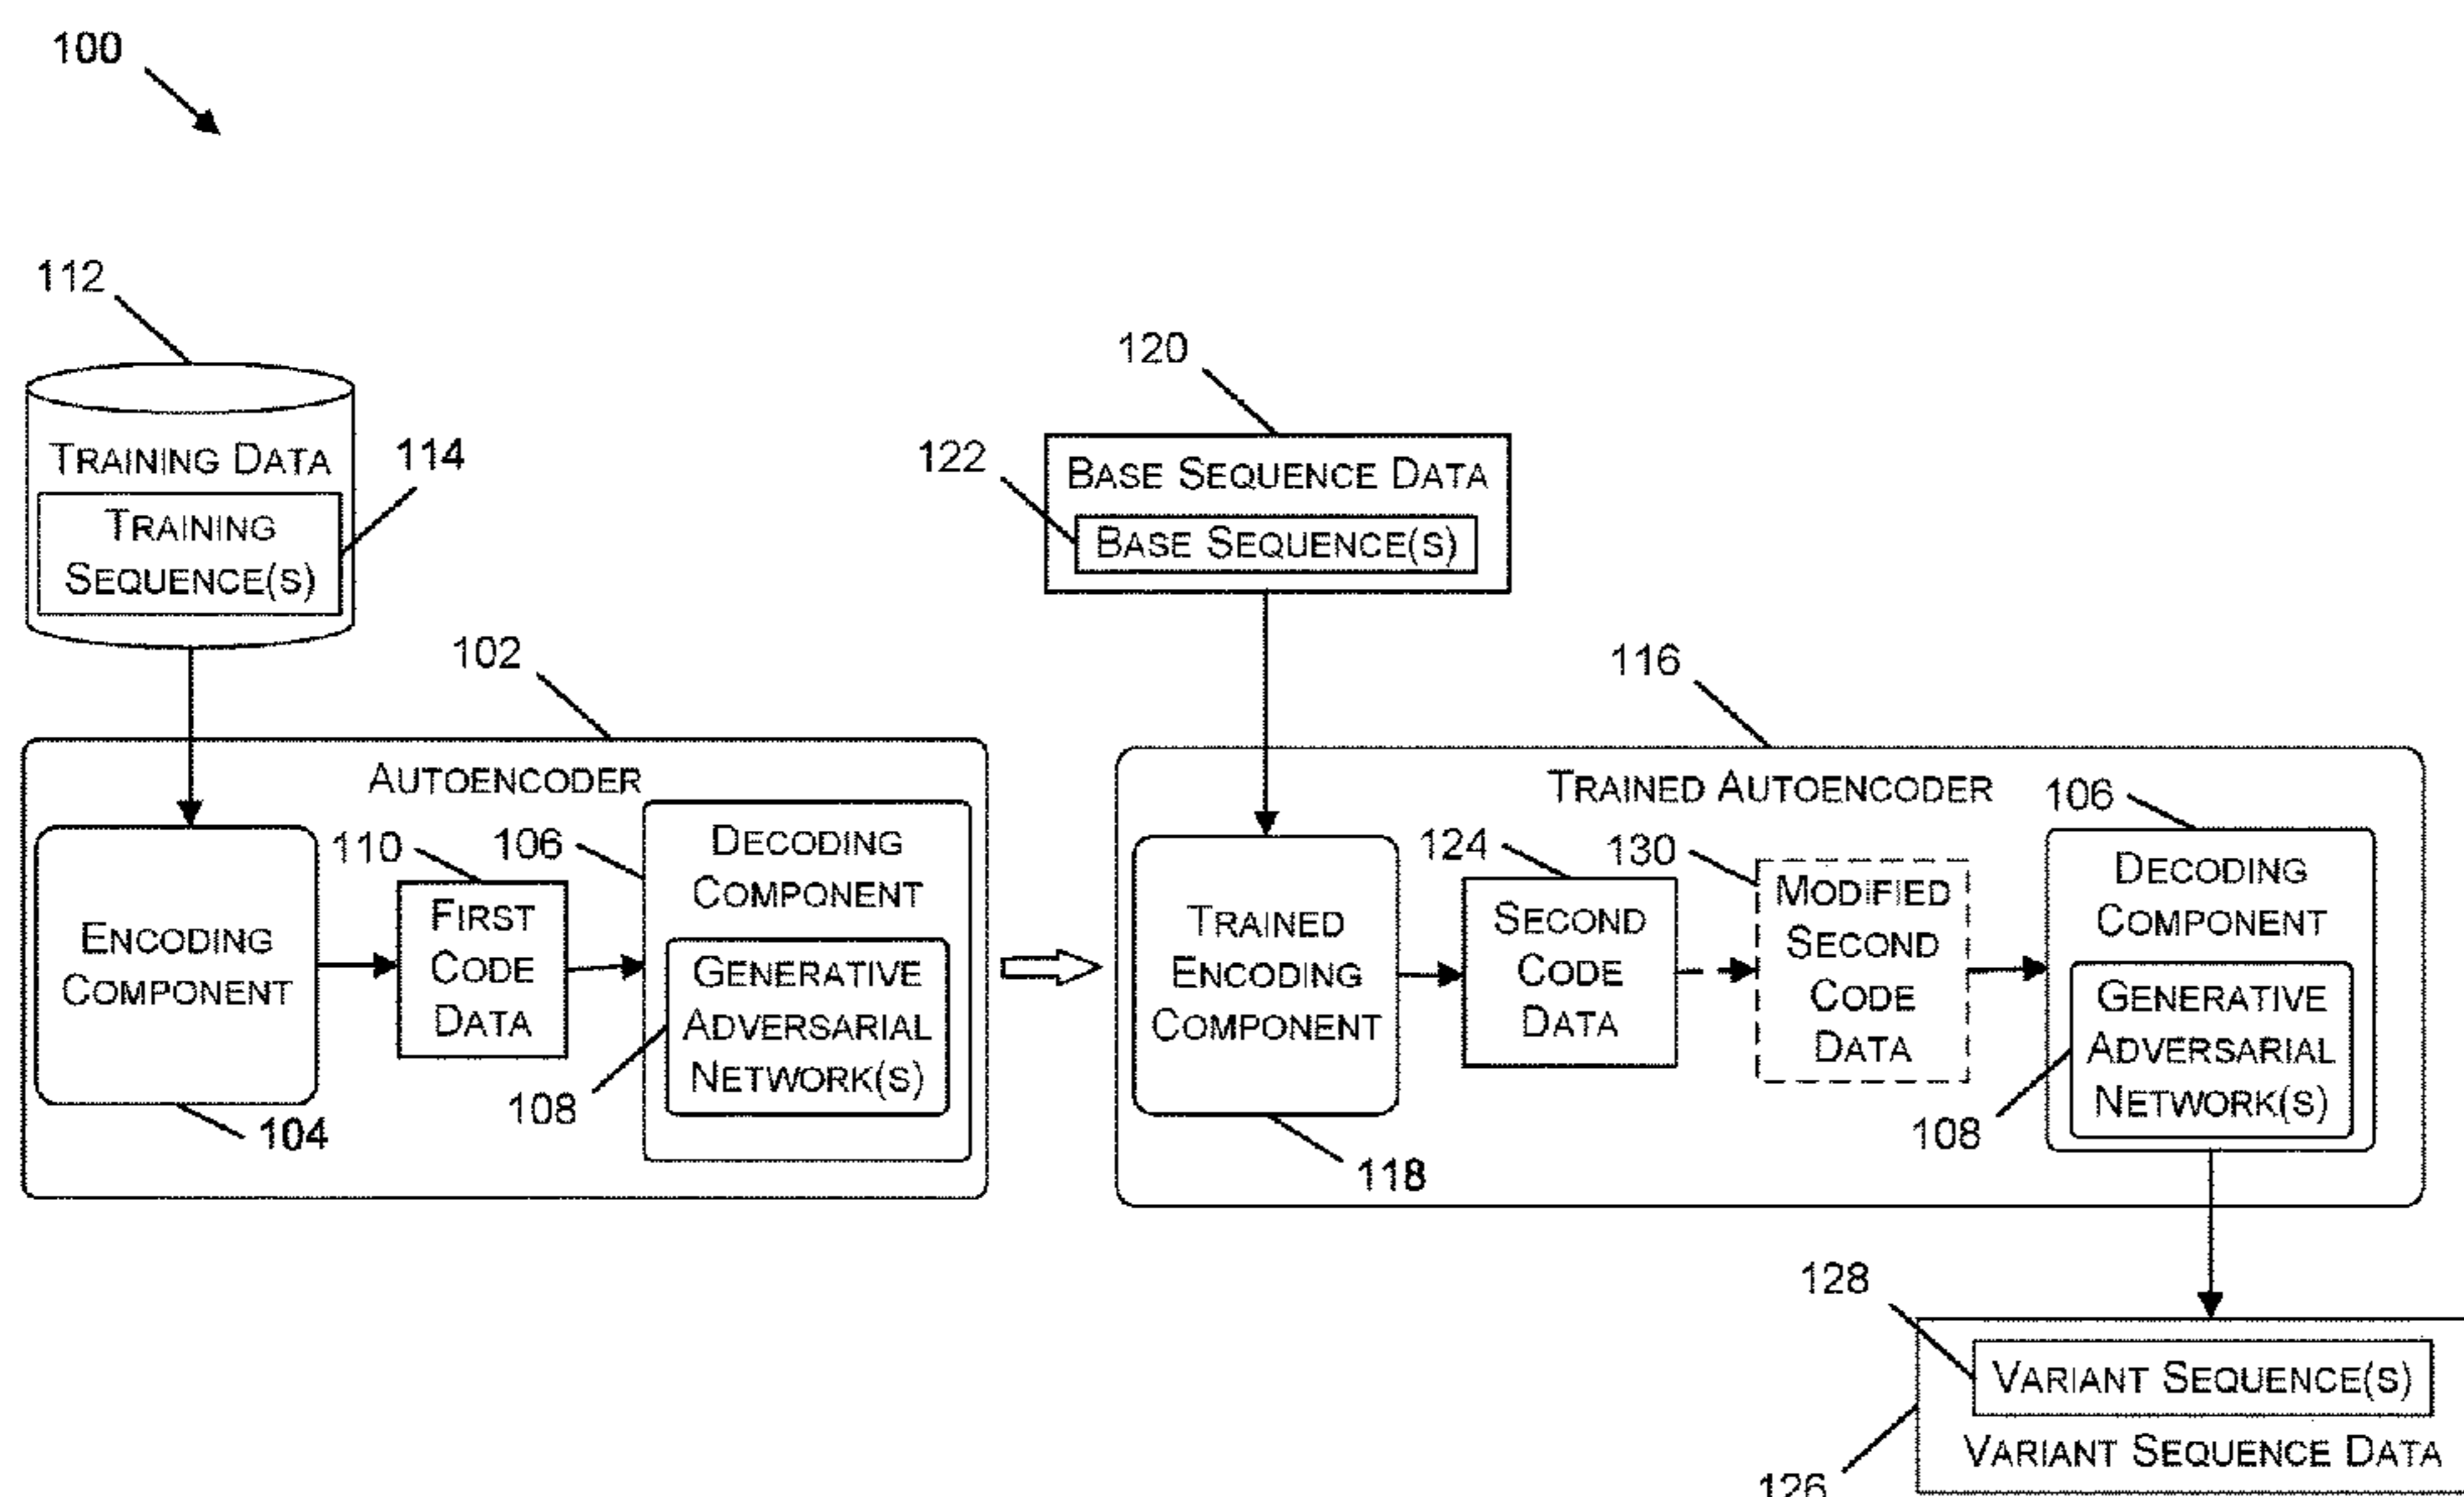 100
112
TRAINING DATA
114
TRAINING
SEQUENCE(S)
120
122
BASE SEQUENCE DATA
BASE SEQUENCE(S)
102
AUTOENCODER
ENCODING
COMPONENT
104
110
FIRST
CODE
DATA
106
DECODING
COMPONENT
GENERATIVE
ADVERSARIAL
NETWORK(S)
108
116
TRAINED AUTOENCODER
TRAINED
ENCODING
COMPONENT
118
124
SECOND
CODE
DATA
130
MODIFIED
SECOND
CODE
DATA
106
DECODING
COMPONENT
GENERATIVE
ADVERSARIAL
NETWORK(S)
108
128
VARIANT SEQUENCE(S)
VARIANT SEQUENCE DATA
126